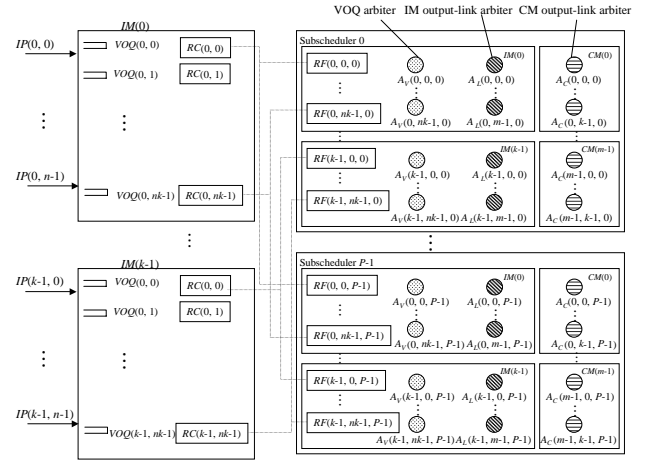 VOQ arbiter IM output-link arbiter CM output-link arbiter
IM(0)
IP(0, 0)
VOQ(0, 0) RC(0, 0)
VOQ(0, 1) RC(0, 1)
IP(0, n-1)
VOQ(0, nk-1) RC(0, nk-1)
IM(k-1)
IP(k-1, 0)
VOQ(0, 0) RC(0, 0)
VOQ(0, 1) RC(0, 1)
IP(k-1, n-1)
VOQ(k-1, nk-1) RC(k-1, nk-1)
Subscheduler 0
IM(0) CM(0)
RF(0, 0, 0)
AV(0, 0, 0) AL(0, 0, 0) AC(0, 0, 0)
RF(0, nk-1, 0)
AV(0, nk-1, 0) AL(0, m-1, 0) AC(0, k-1, 0)
IM(k-1) CM(m-1)
RF(k-1, 0, 0)
AV(k-1, 0, 0) AL(k-1, 0, 0) AC(m-1, 0, 0)
RF(k-1, nk-1, 0)
AV(k-1, nk-1, 0) AL(k-1, m-1, 0) AC(m-1, k-1, 0)
Subscheduler P-1
IM(0) CM(0)
RF(0, 0, P-1)
AV(0, 0, P-1) AL(0, 0, P-1) AC(0, 0, P-1)
RF(0, nk-1, P-1)
AV(0, nk-1, P-1) AL(0, m-1, P-1) AC(0, k-1, P-1)
IM(k-1) CM(m-1)
RF(k-1, 0, P-1)
AV(k-1, 0, P-1) AL(k-1, 0, P-1) AC(m-1, 0, P-1)
RF(k-1, nk-1, P-1)
AV(k-1, nk-1, P-1) AL(k-1, m-1, P-1) AC(m-1, k-1, P-1)